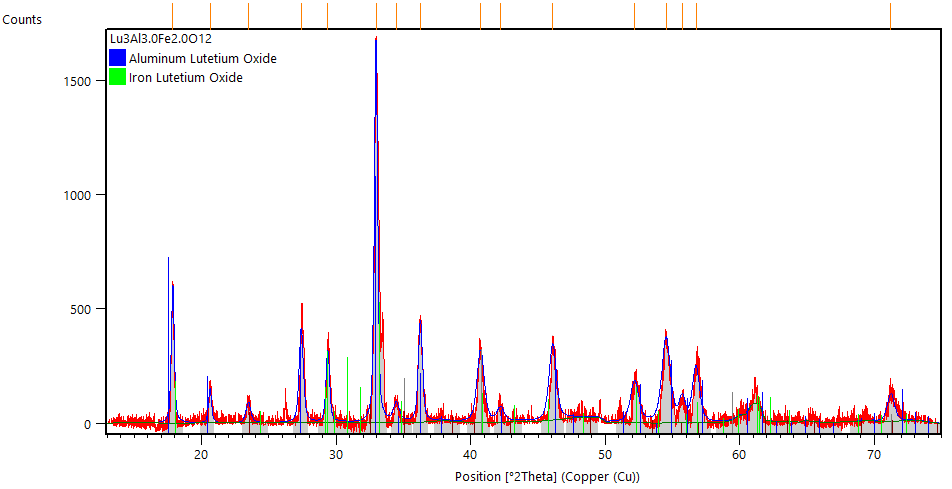 Counts
Lu3Al3.0Fe2.0O12
Aluminum Lutetium Oxide
Iron Lutetium Oxide
1500
1000
500
0
20 30 40 50 60 70
Position [°2Theta] (Copper (Cu))